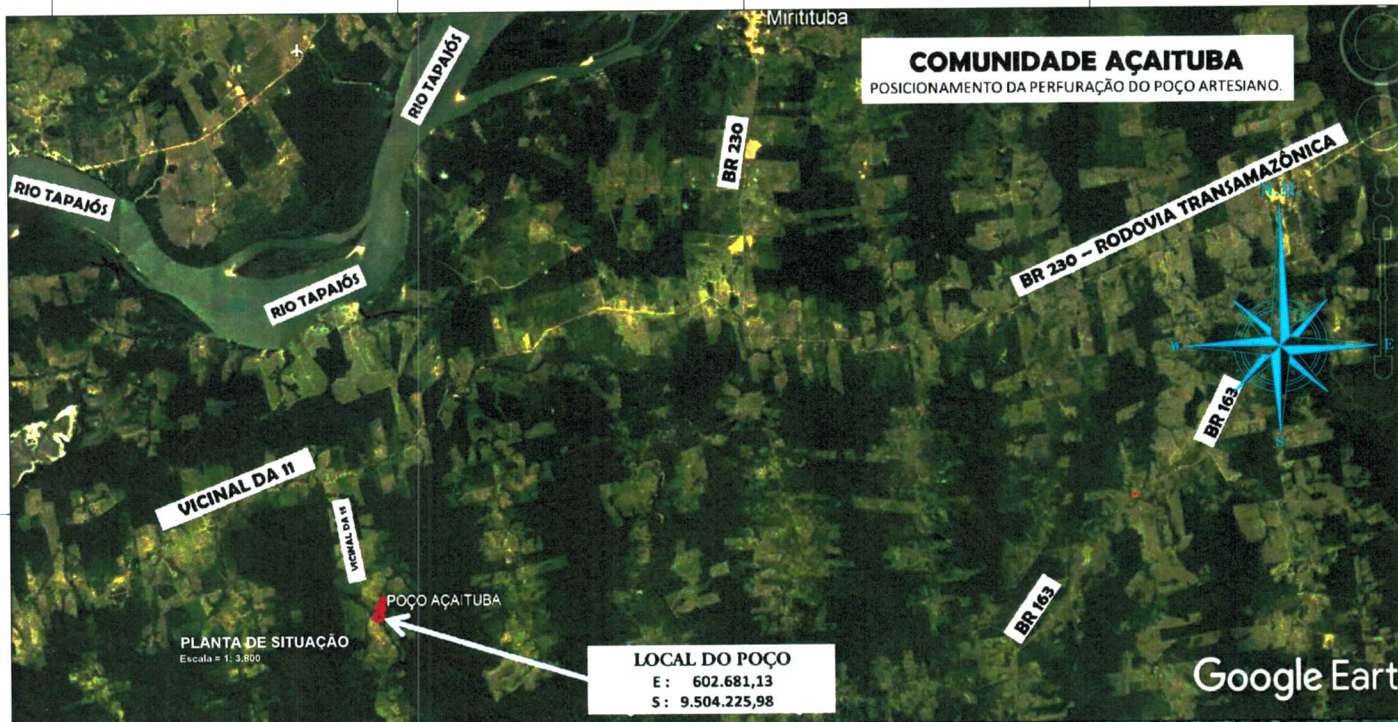 Miritituba
COMUNIDADE AÇAITUBA
POSICIONAMENTO DA PERFURAÇÃO DO POÇO ARTESIANO.
RIO TAPAJÓS
RIO TAPAJÓS
RIO TAPAJÓS
BR 230
BR 230 – RODOVIA TRANSAMAZÔNICA
N.M
W
E
S
BR 163
BR 163
VICINAL DA 11
VICINAL DA 15
POÇO AÇAITUBA
PLANTA DE SITUAÇÃO
Escala = 1: 3.800
LOCAL DO POÇO
E : 602.681,13
S : 9.504.225,98
Google Eart